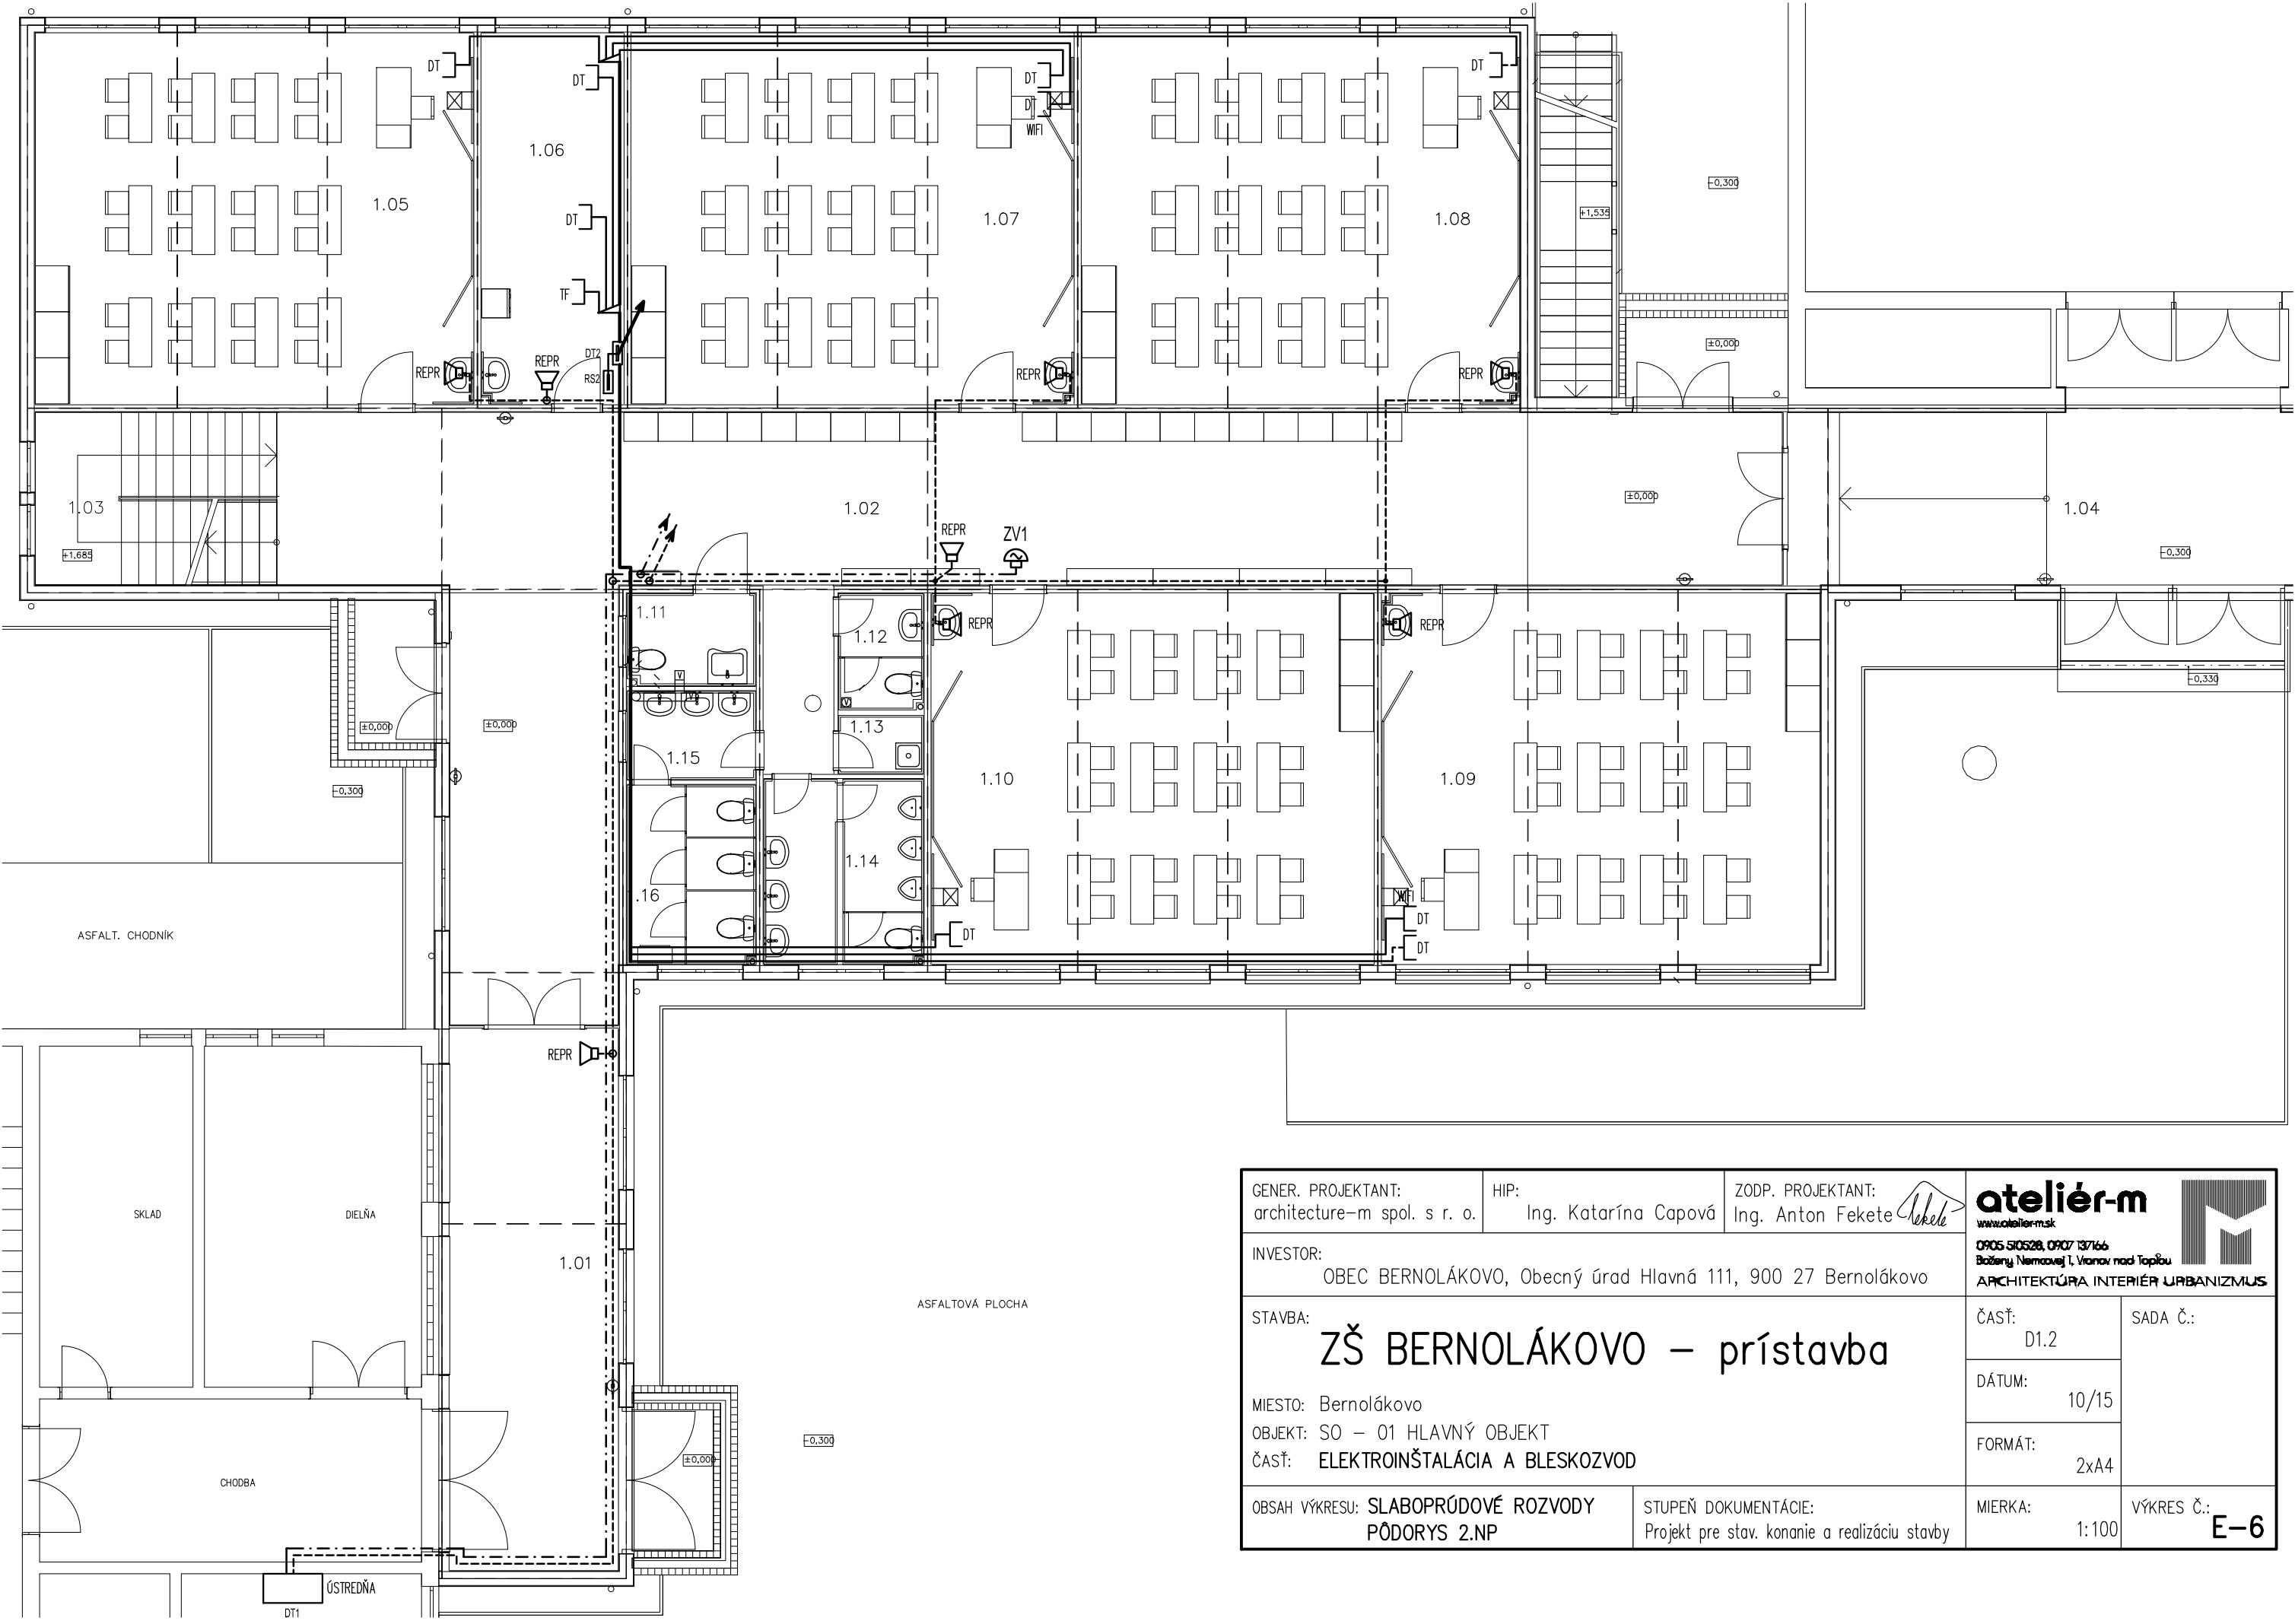 DT
DT
DT
DT
WIFI
DT
1.06
1.05
DT
1.07
1.08
-0,300
+1,535
TF
±0,000
DT2
REPR
REPR
RS2
REPR
REPR
1.03
1.02
±0,000
1.04
+1,685
REPR
ZV1
-0,300
1.11
1.12
REPR
REPR
V
V
V
-0,330
±0,000
±0,000
1.13
1.15
1.10
1.09
-0,300
1.14
.16
WIFI
ASFALT. CHODNÍK
DT
DT
DT
REPR
SKLAD
DIELŇA
1.01
ASFALTOVÁ PLOCHA
-0,300
±0,000
CHODBA
ÚSTREDŇA
DT1
GENER. PROJEKTANT:
architecture-m spol. s r. o.
HIP:
Ing. Katarína Capová
ZODP. PROJEKTANT:
Ing. Anton Fekete
Fekete
ateliér-m
www.atelier-m.sk
0905 510528, 0907 137166
Boženy Nemcovej 1, Vranov nad Topľou
ARCHITEKTÚRA INTERIÉR URBANIZMUS
INVESTOR:
OBEC BERNOLÁKOVO, Obecný úrad Hlavná 111, 900 27 Bernolákovo
STAVBA:
ZŠ BERNOLÁKOVO – prístavba
MIESTO: Bernolákovo
OBJEKT: SO – 01 HLAVNÝ OBJEKT
ČASŤ: ELEKTROINŠTALÁCIA A BLESKOZVOD
ČASŤ:
D1.2
SADA Č.:
DÁTUM:
10/15
FORMÁT:
2xA4
OBSAH VÝKRESU: SLABOPRÚDOVÉ ROZVODY
PÔDORYS 2.NP
STUPEŇ DOKUMENTÁCIE:
Projekt pre stav. konanie a realizáciu stavby
MIERKA:
1:100
VÝKRES Č.:
E-6